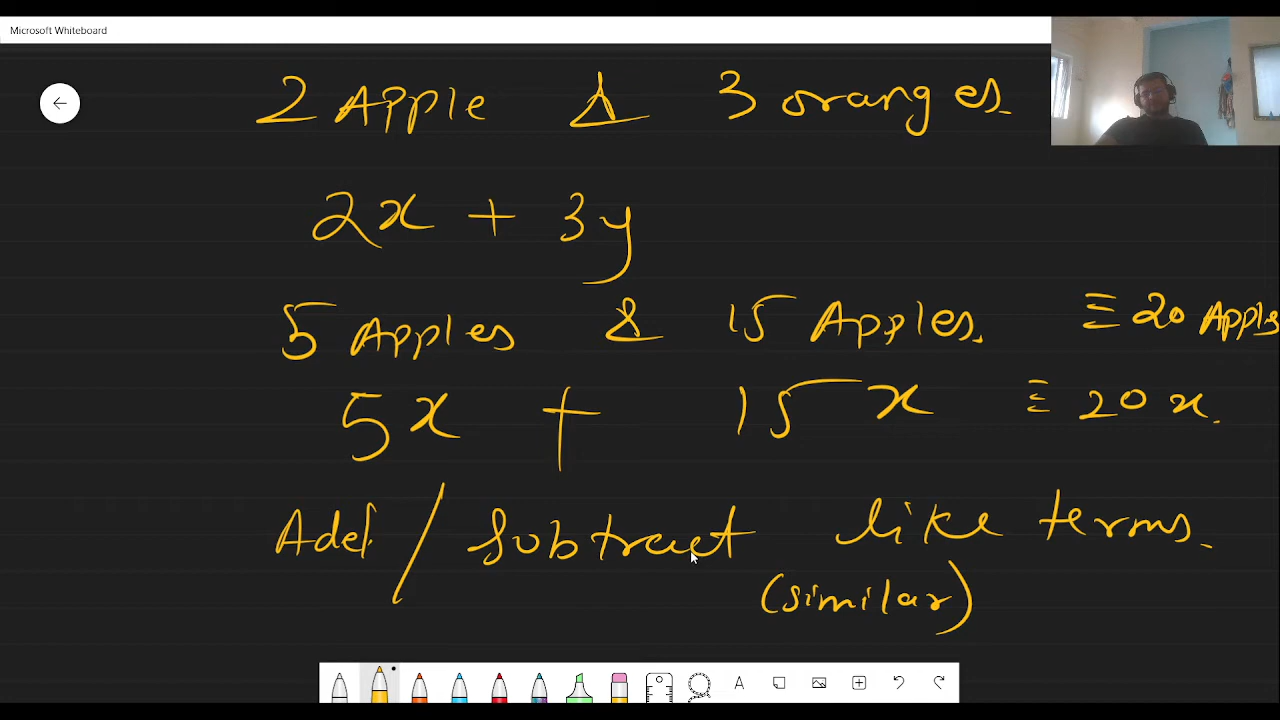 Microsoft Whiteboard
2 Apple & 3 oranges
2x + 3y
5 Apples & 15 Apples. ≡ 20 Apples
5x + 15x ≡ 20x.
Add / Subtract like terms.
(similar)
A